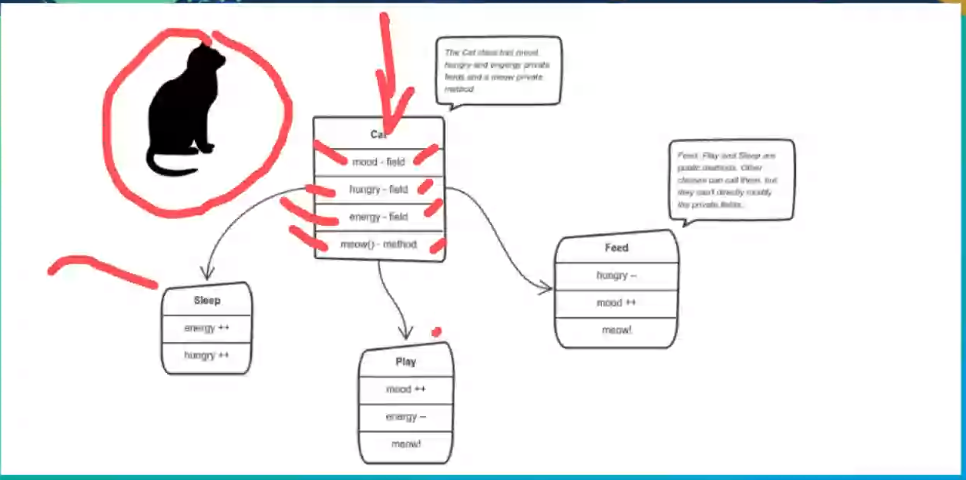 The Cat class has mood,
hungry and energy private
fields and a meow private
method.
Cat
mood - field
hungry - field
energy - field
meow() - method
Feed, Play and Sleep are
public methods. Other
classes can call them, but
they can't directly modify
the private fields.
Feed
hungry --
mood ++
meow!
Sleep
energy ++
hungry ++
Play
mood ++
energy --
meow!